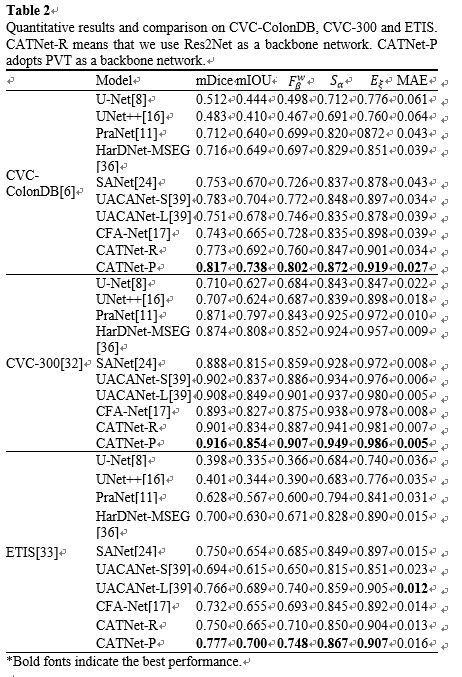 Table 2
Quantitative results and comparison on CVC-ColonDB, CVC-300 and ETIS.
CATNet-R means that we use Res2Net as a backbone network. CATNet-P
adopts PVT as a backbone network.
Model mDice mIOU Fβw Sα Eξ MAE
CVC-ColonDB[6]
U-Net[8] 0.512 0.444 0.498 0.712 0.776 0.061
UNet++[16] 0.483 0.410 0.467 0.691 0.760 0.064
PraNet[11] 0.712 0.640 0.699 0.820 0872 0.043
HarDNet-MSEG [36] 0.716 0.649 0.697 0.829 0.851 0.039
SANet[24] 0.753 0.670 0.726 0.837 0.878 0.043
UACANet-S[39] 0.783 0.704 0.772 0.848 0.897 0.034
UACANet-L[39] 0.751 0.678 0.746 0.835 0.878 0.039
CFA-Net[17] 0.743 0.665 0.728 0.835 0.898 0.039
CATNet-R 0.773 0.692 0.760 0.847 0.901 0.034
CATNet-P 0.817 0.738 0.802 0.872 0.919 0.027
CVC-300[32]
U-Net[8] 0.710 0.627 0.684 0.843 0.847 0.022
UNet++[16] 0.707 0.624 0.687 0.839 0.898 0.018
PraNet[11] 0.871 0.797 0.843 0.925 0.972 0.010
HarDNet-MSEG [36] 0.874 0.808 0.852 0.924 0.957 0.009
SANet[24] 0.888 0.815 0.859 0.928 0.972 0.008
UACANet-S[39] 0.902 0.837 0.886 0.934 0.976 0.006
UACANet-L[39] 0.908 0.849 0.901 0.937 0.980 0.005
CFA-Net[17] 0.893 0.827 0.875 0.938 0.978 0.008
CATNet-R 0.901 0.834 0.887 0.941 0.981 0.007
CATNet-P 0.916 0.854 0.907 0.949 0.986 0.005
ETIS[33]
U-Net[8] 0.398 0.335 0.366 0.684 0.740 0.036
UNet++[16] 0.401 0.344 0.390 0.683 0.776 0.035
PraNet[11] 0.628 0.567 0.600 0.794 0.841 0.031
HarDNet-MSEG [36] 0.700 0.630 0.671 0.828 0.890 0.015
SANet[24] 0.750 0.654 0.685 0.849 0.897 0.015
UACANet-S[39] 0.694 0.615 0.650 0.815 0.851 0.023
UACANet-L[39] 0.766 0.689 0.740 0.859 0.905 0.012
CFA-Net[17] 0.732 0.655 0.693 0.845 0.892 0.014
CATNet-R 0.750 0.665 0.710 0.850 0.904 0.013
CATNet-P 0.777 0.700 0.748 0.867 0.907 0.016
*Bold fonts indicate the best performance.